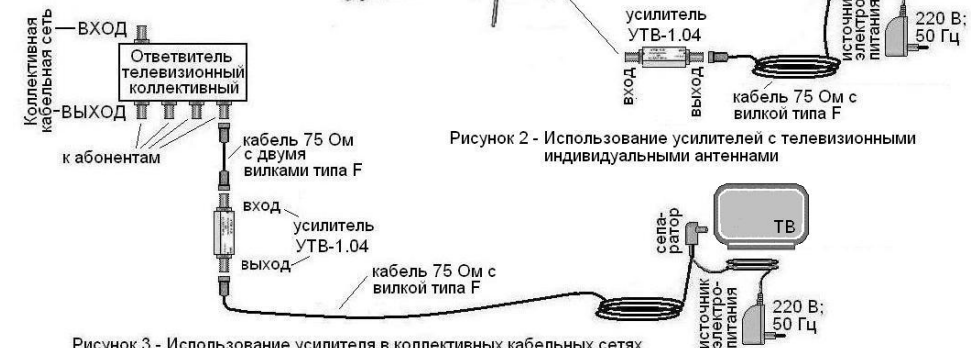 Коллективная
кабельная сеть
ВХОД
Ответвитель
телевизионный
коллективный
ВЫХОД
к абонентам
кабель 75 Ом
с двумя
вилками типа F
вход
усилитель
УТВ-1.04
выход
кабель 75 Ом с
вилкой типа F
усилитель
УТВ-1.04
вход
выход
кабель 75 Ом с
вилкой типа F
источник
электро-
питания
220 В;
50 Гц
Рисунок 2 - Использование усилителей с телевизионными
индивидуальными антеннами
сепа-
ратор
ТВ
источник
электро-
питания
220 В;
50 Гц
Рисунок 3 - Использование усилителя в коллективных кабельных сетях